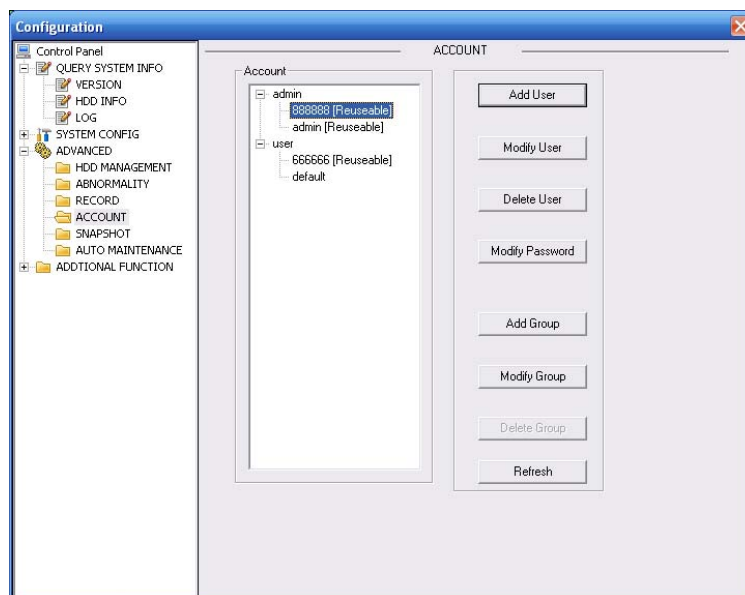 Configuration
Control Panel
QUERY SYSTEM INFO
VERSION
HDD INFO
LOG
SYSTEM CONFIG
ADVANCED
HDD MANAGEMENT
ABNORMALITY
RECORD
ACCOUNT
SNAPSHOT
AUTO MAINTENANCE
ADDTIONAL FUNCTION
ACCOUNT
Account
admin
888888 [Reuseable]
admin [Reuseable]
user
666666 [Reuseable]
default
Add User
Modify User
Delete User
Modify Password
Add Group
Modify Group
Delete Group
Refresh